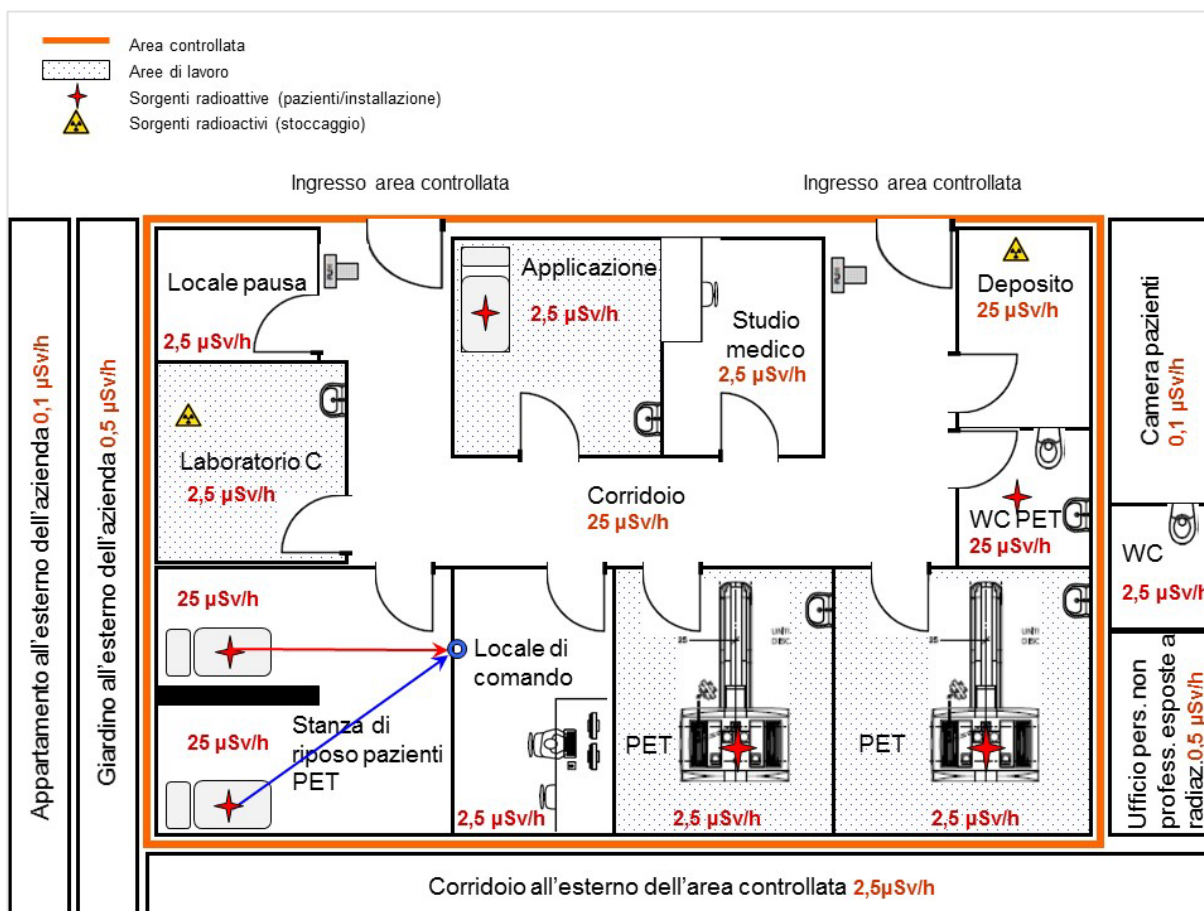 Area controllata
Aree di lavoro
Sorgenti radioattive (pazienti/installazione)
Sorgenti radioactivi (stoccaggio)
Ingresso area controllata
Ingresso area controllata
Appartamento all'esterno dell'azienda 0,1 µSv/h
Giardino all'esterno dell'azienda 0,5 µSv/h
Locale pausa
2,5 µSv/h
Applicazione
2,5 µSv/h
Studio
medico
2,5 µSv/h
Deposito
25 µSv/h
Camera pazienti
0,1 µSv/h
Laboratorio C
2,5 µSv/h
Corridoio
25 µSv/h
WC PET
25 µSv/h
WC
2,5 µSv/h
25 µSv/h
25 µSv/h
Stanza di
riposo pazienti
PET
Locale di
comando
2,5 µSv/h
25
PET
2,5 µSv/h
25
PET
2,5 µSv/h
Ufficio pers. non
profess. esposte a
radiaz.0,5 µSv/h
Corridoio all'esterno dell'area controllata 2,5µSv/h